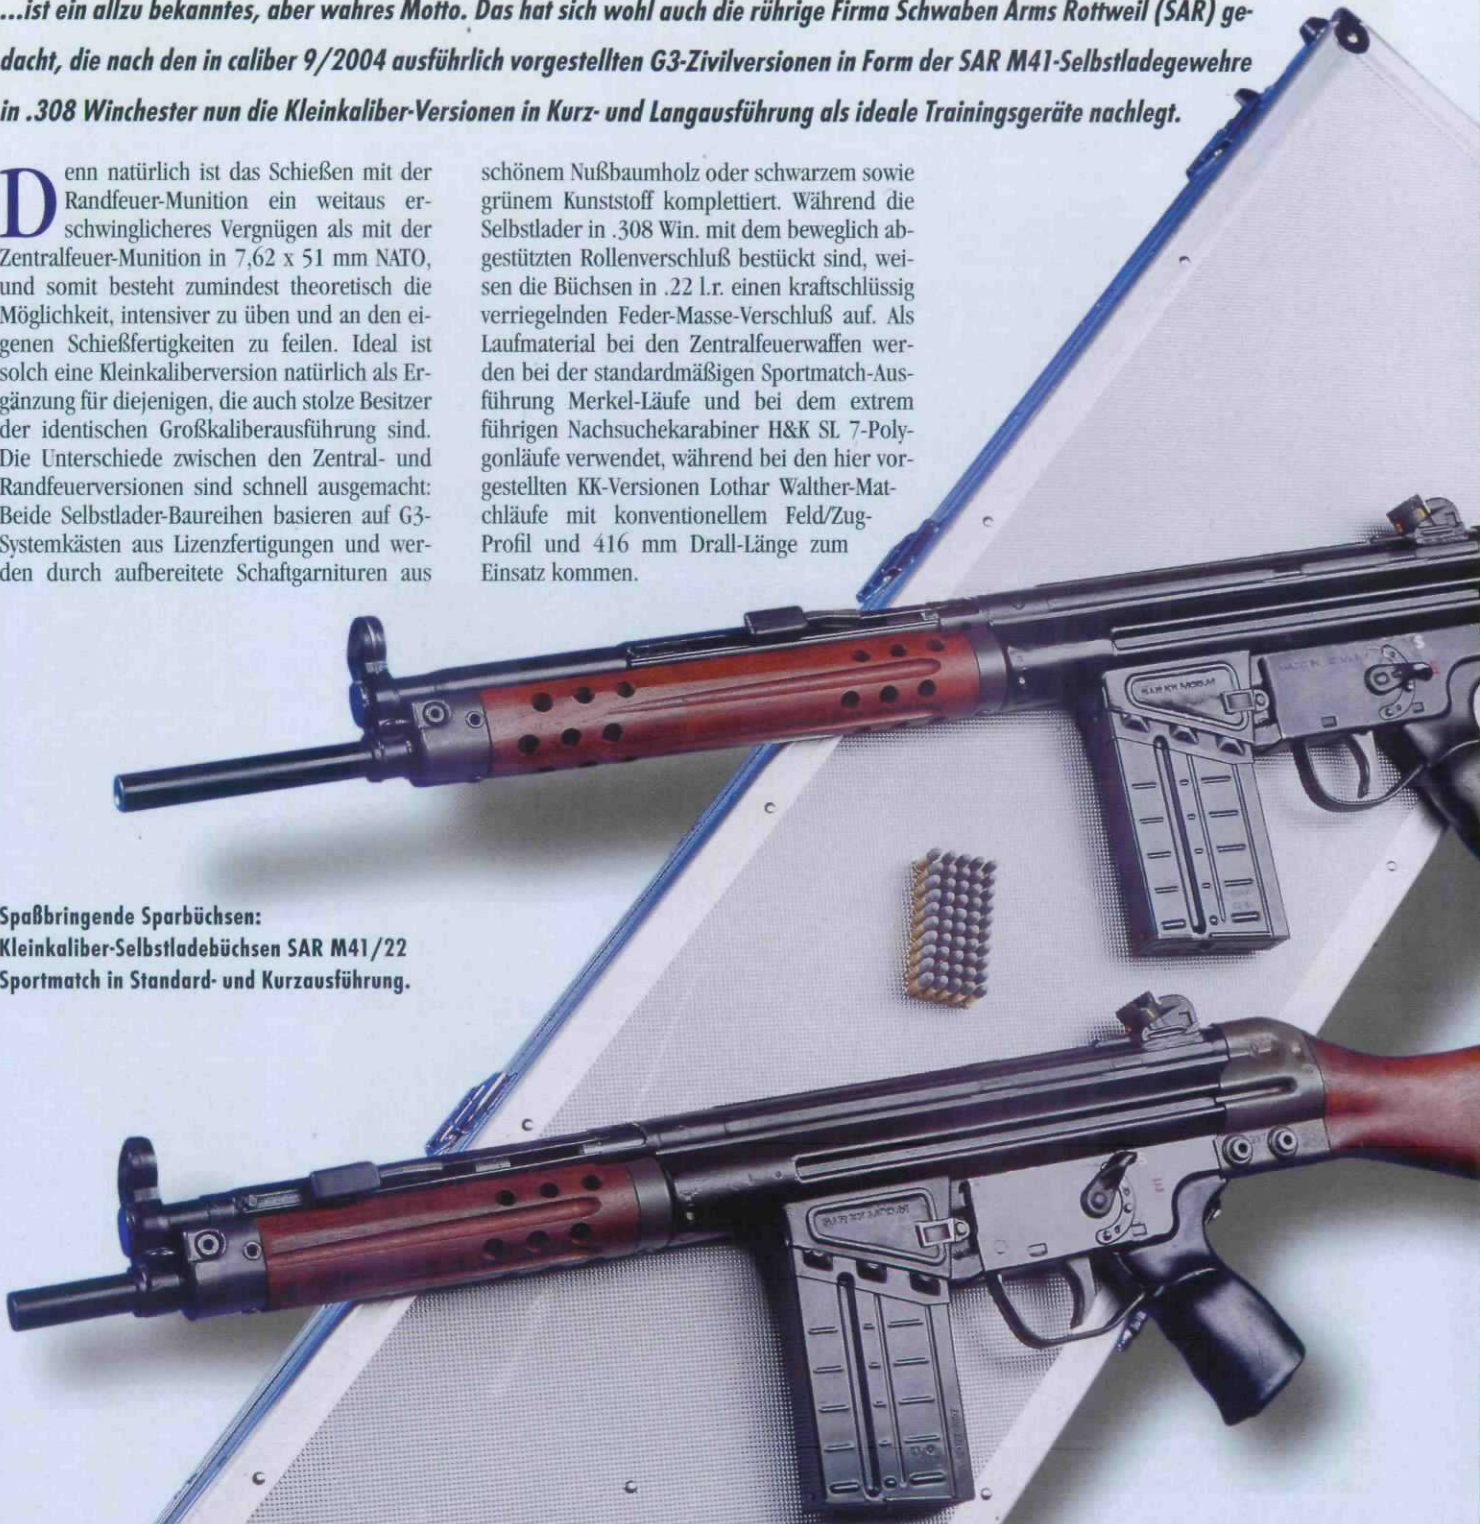 ...ist ein allzu bekanntes, aber wahres Motto. Das hat sich wohl auch die rührige Firma Schwaben Arms Rottweil (SAR) ge-
dacht, die nach den in caliber 9/2004 ausführlich vorgestellten G3-Zivilversionen in Form der SAR M41-Selbstladegewehre
in .308 Winchester nun die Kleinkaliber-Versionen in Kurz- und Langausführung als ideale Trainingsgeräte nachlegt.
Denn natürlich ist das Schießen mit der
Randfeuer-Munition ein weitaus er-
schwinglicheres Vergnügen als mit der
Zentralfeuer-Munition in 7,62 x 51 mm NATO,
und somit besteht zumindest theoretisch die
Möglichkeit, intensiver zu üben und an den ei-
genen Schießfertigkeiten zu feilen. Ideal ist
solch eine Kleinkaliberversion natürlich als Er-
gänzung für diejenigen, die auch stolze Besitzer
der identischen Großkaliberausführung sind.
Die Unterschiede zwischen den Zentral- und
Randfeuerversionen sind schnell ausgemacht:
Beide Selbstlader-Baureihen basieren auf G3-
Systemkästen aus Lizenzfertigungen und wer-
den durch aufbereitete Schaftgarnituren aus
schönem Nußbaumholz oder schwarzem sowie
grünem Kunststoff komplettiert. Während die
Selbstlader in .308 Win. mit dem beweglich ab-
gestützten Rollenverschluß bestückt sind, wei-
sen die Büchsen in .22 l.r. einen kraftschlüssig
verriegelnden Feder-Masse-Verschluß auf. Als
Laufmaterial bei den Zentralfeuerwaffen wer-
den bei der standardmäßigen Sportmatch-Aus-
führung Merkel-Läufe und bei dem extrem
führigen Nachsuchekarabiner H&K SL 7-Poly-
gonläufe verwendet, während bei den hier vor-
gestellten KK-Versionen Lothar Walther-Mat-
chläufe mit konventionellem Feld/Zug-
Profil und 416 mm Drall-Länge zum
Einsatz kommen.
S
E
Spaßbringende Sparbüchsen:
Kleinkaliber-Selbstladebüchsen SAR M41/22
Sportmatch in Standard- und Kurzausführung.
S
E